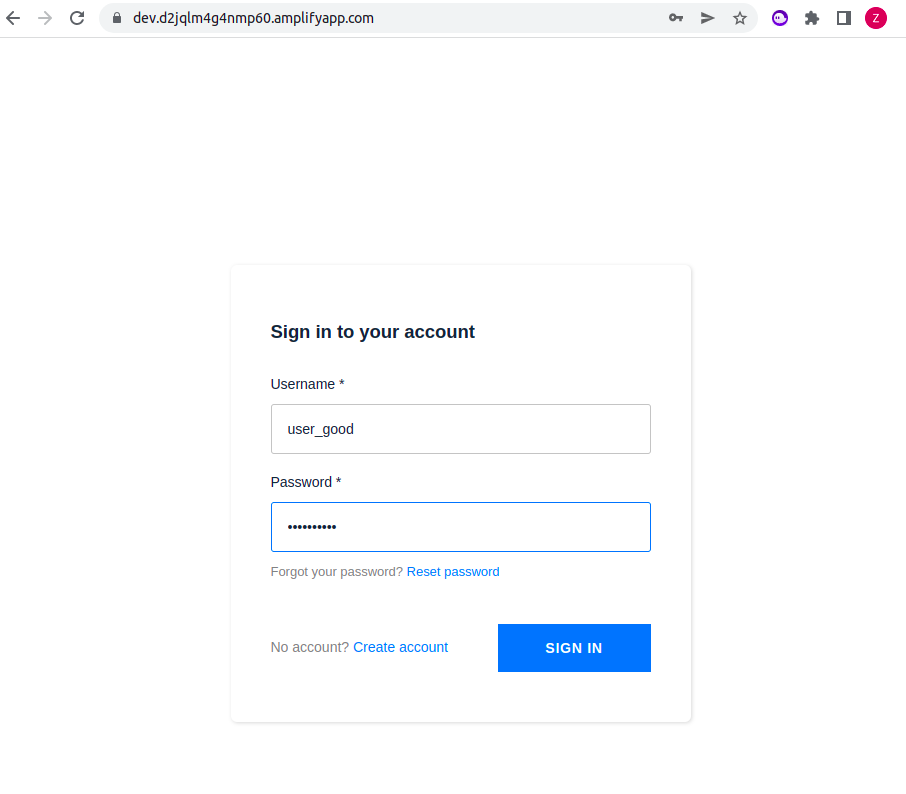 dev.d2jqlm4g4nmp60.amplifyapp.com
Z
Sign in to your account
Username *
user_good
Password *
••••••••••
Forgot your password? Reset password
No account? Create account
SIGN IN